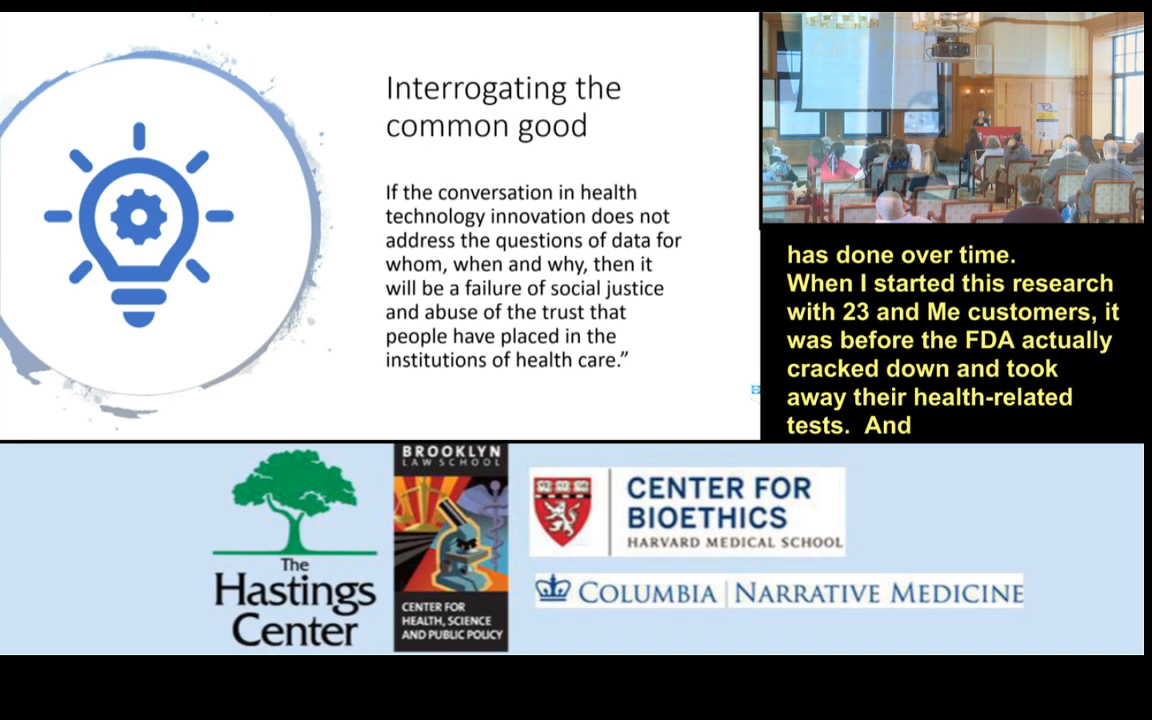 Interrogating the
common good
If the conversation in health
technology innovation does not
address the questions of data for
whom, when and why, then it
will be a failure of social justice
and abuse of the trust that
people have placed in the
institutions of health care.”
has done over time.
When I started this research
with 23 and Me customers, it
was before the FDA actually
cracked down and took
away their health-related
tests.  And
The
Hastings
Center
BROOKLYN
LAW SCHOOL
CENTER FOR
HEALTH, SCIENCE
AND PUBLIC POLICY
CENTER FOR
BIOETHICS
HARVARD MEDICAL SCHOOL
COLUMBIA | NARRATIVE MEDICINE